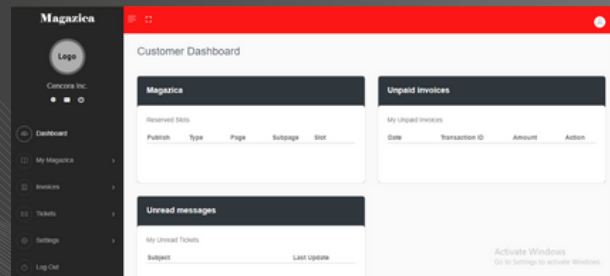 Magazica
Logo
Cencora Inc.
Dashboard
My Magazica
Invoices
Tickets
Settings
Log Out
Customer Dashboard
Magazica
Reserved Slots
Publish Type Page Subpage Slot
Unpaid invoices
My Unpaid Invoices
Date Transaction ID Amount Action
Unread messages
My Unread Tickets
Subject Last Update
Activate Windows
Go to Settings to activate Windows.